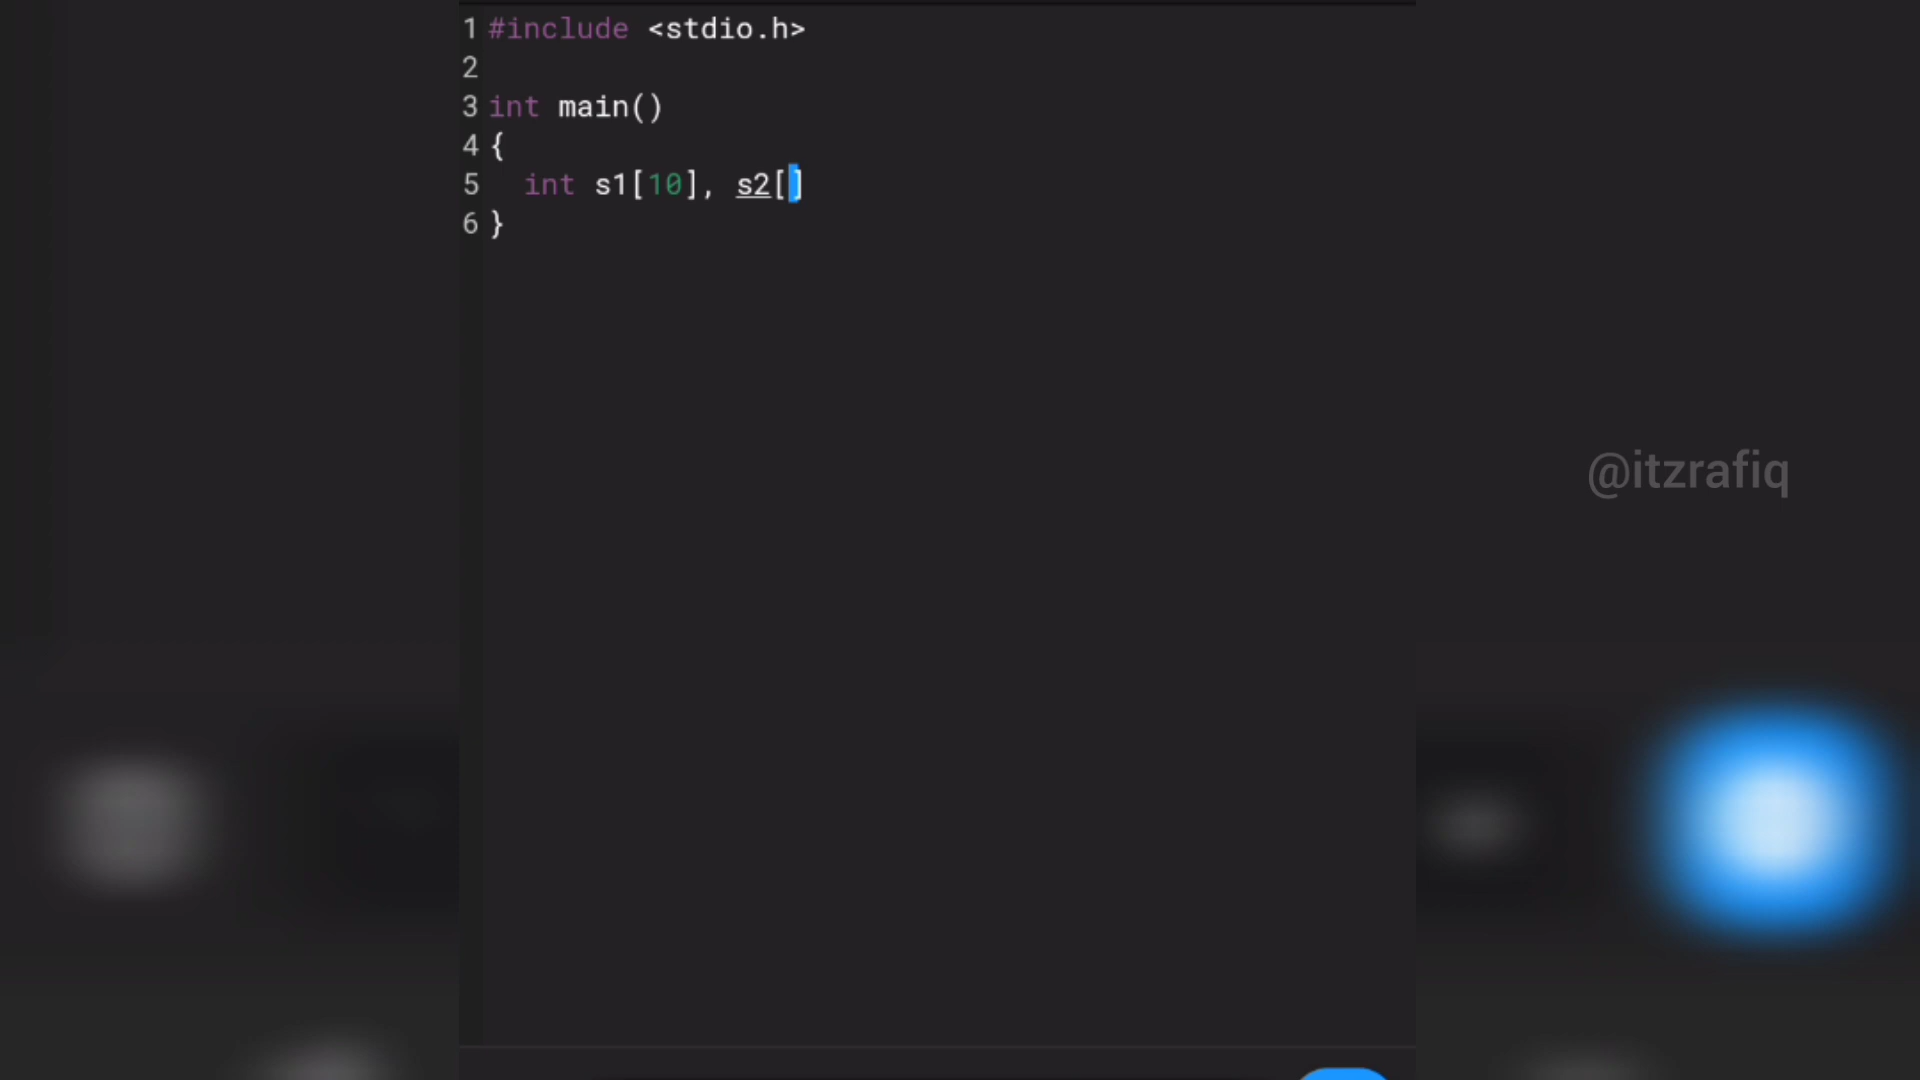 1 #include <stdio.h>
2
3 int main()
4 {
5   int s1[10], s2[]
6 }
@itzrafiq